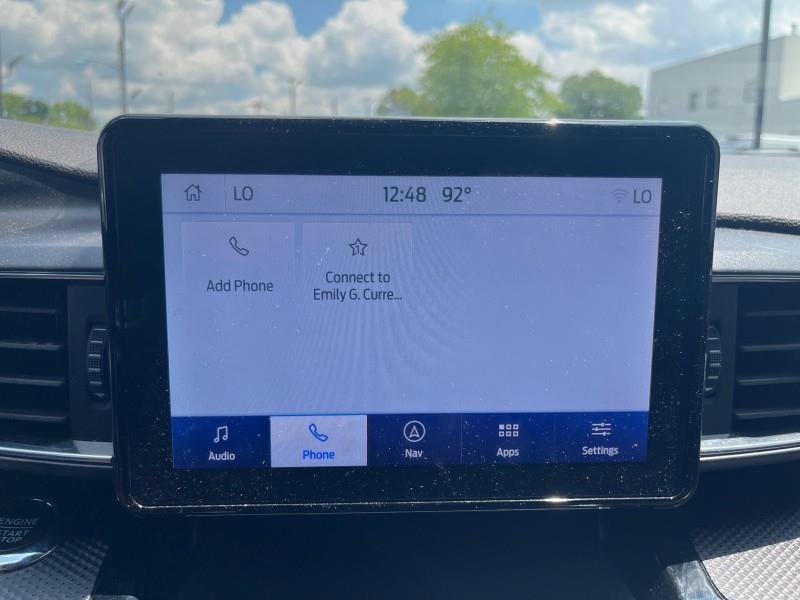 LO
12:48 92°
LO
Add Phone
1
Connect to
Emily G. Curre...
Audio
Phone
Nav
Apps
Settings
ENGINE
START
STOP